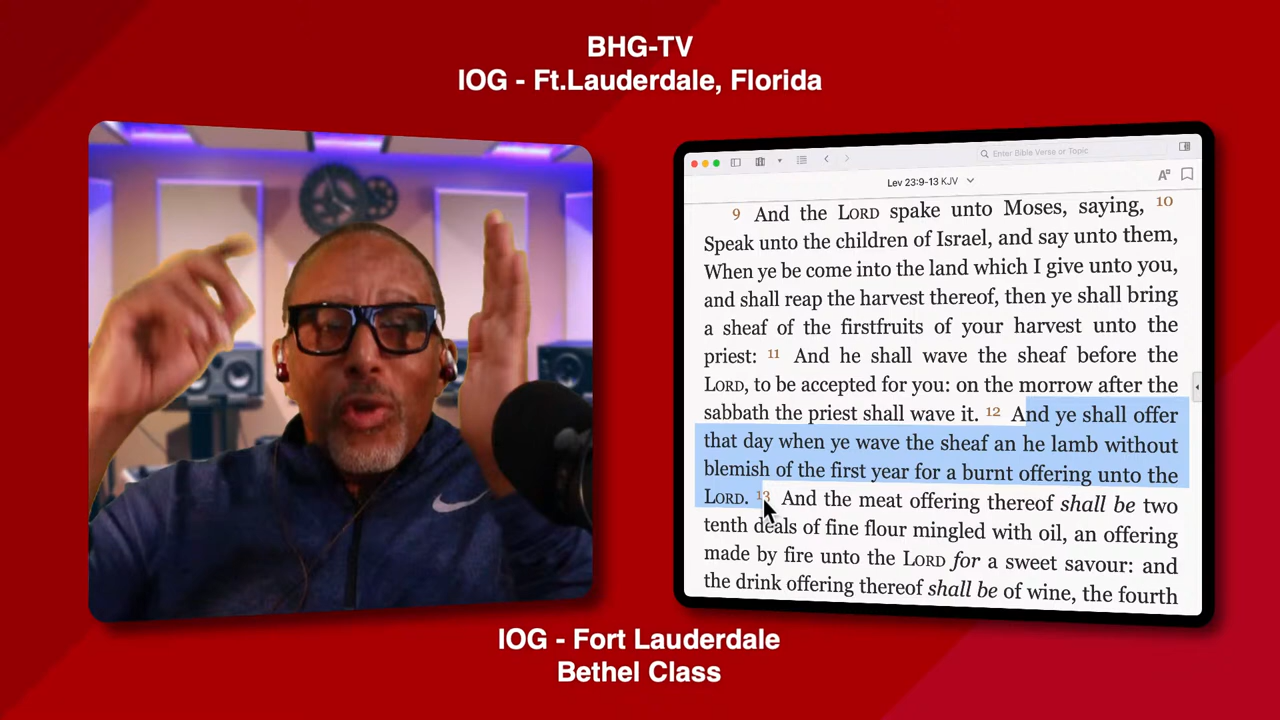 BHG-TV
IOG - Ft.Lauderdale, Florida
Enter Bible Verse or Topic
Lev 23:9-13 KJV
9 And the LORD spake unto Moses, saying, 10
Speak unto the children of Israel, and say unto them,
When ye be come into the land which I give unto you,
and shall reap the harvest thereof, then ye shall bring
a sheaf of the firstfruits of your harvest unto the
priest: 11 And he shall wave the sheaf before the
LORD, to be accepted for you: on the morrow after the
sabbath the priest shall wave it. 12 And ye shall offer
that day when ye wave the sheaf an he lamb without
blemish of the first year for a burnt offering unto the
LORD. 13 And the meat offering thereof shall be two
tenth deals of fine flour mingled with oil, an offering
made by fire unto the LORD for a sweet savour: and
the drink offering thereof shall be of wine, the fourth
IOG - Fort Lauderdale
Bethel Class